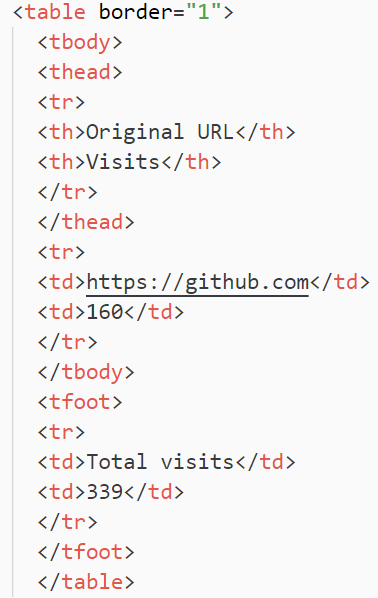 <table border="1">
<tbody>
<thead>
<tr>
<th>Original URL</th>
<th>Visits</th>
</tr>
</thead>
<tr>
<td>https://github.com</td>
<td>160</td>
</tr>
</tbody>
<tfoot>
<tr>
<td>Total visits</td>
<td>339</td>
</tr>
</tfoot>
</table>